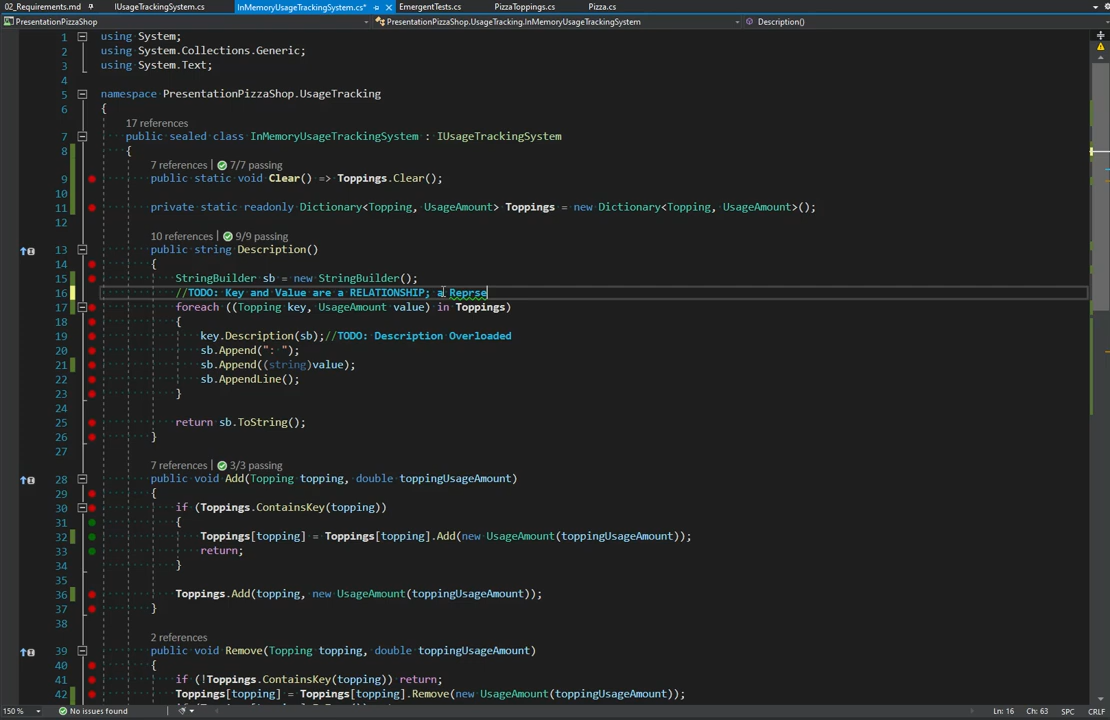 02_Requirements.md IUsageTrackingSystem.cs InMemoryUsageTrackingSystem.cs* EmergentTests.cs PizzaToppings.cs Pizza.cs
PresentationPizzaShop PresentationPizzaShop.UsageTracking.InMemoryUsageTrackingSystem Description()
1 using System;
2 using System.Collections.Generic;
3 using System.Text;
4
5 namespace PresentationPizzaShop.UsageTracking
6 {
17 references
7 public sealed class InMemoryUsageTrackingSystem : IUsageTrackingSystem
8 {
7 references | 7/7 passing
9 public static void Clear() => Toppings.Clear();
10
11 private static readonly Dictionary<Topping, UsageAmount> Toppings = new Dictionary<Topping, UsageAmount>();
12
10 references | 9/9 passing
13 public string Description()
14 {
15 StringBuilder sb = new StringBuilder();
16 //TODO: Key and Value are a RELATIONSHIP; a Reprse
17 foreach ((Topping key, UsageAmount value) in Toppings)
18 {
19 key.Description(sb);//TODO: Description Overloaded
20 sb.Append(": ");
21 sb.Append((string)value);
22 sb.AppendLine();
23 }
24
25 return sb.ToString();
26 }
27
7 references | 3/3 passing
28 public void Add(Topping topping, double toppingUsageAmount)
29 {
30 if (Toppings.ContainsKey(topping))
31 {
32 Toppings[topping] = Toppings[topping].Add(new UsageAmount(toppingUsageAmount));
33 return;
34 }
35
36 Toppings.Add(topping, new UsageAmount(toppingUsageAmount));
37 }
38
2 references
39 public void Remove(Topping topping, double toppingUsageAmount)
40 {
41 if (!Toppings.ContainsKey(topping)) return;
42 Toppings[topping] = Toppings[topping].Remove(new UsageAmount(toppingUsageAmount));
150 % No issues found Ln: 16 Ch: 63 SPC CRLF